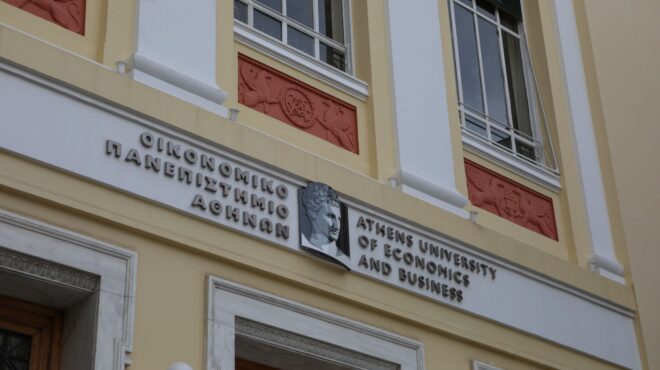 ΟΙΚΟΝΟΜΙΚΟ
ΠΑΝΕΠΙΣΤΗΜΙΟ
ΑΘΗΝΩΝ
ATHENS UNIVERSITY
OF ECONOMICS
AND BUSINESS